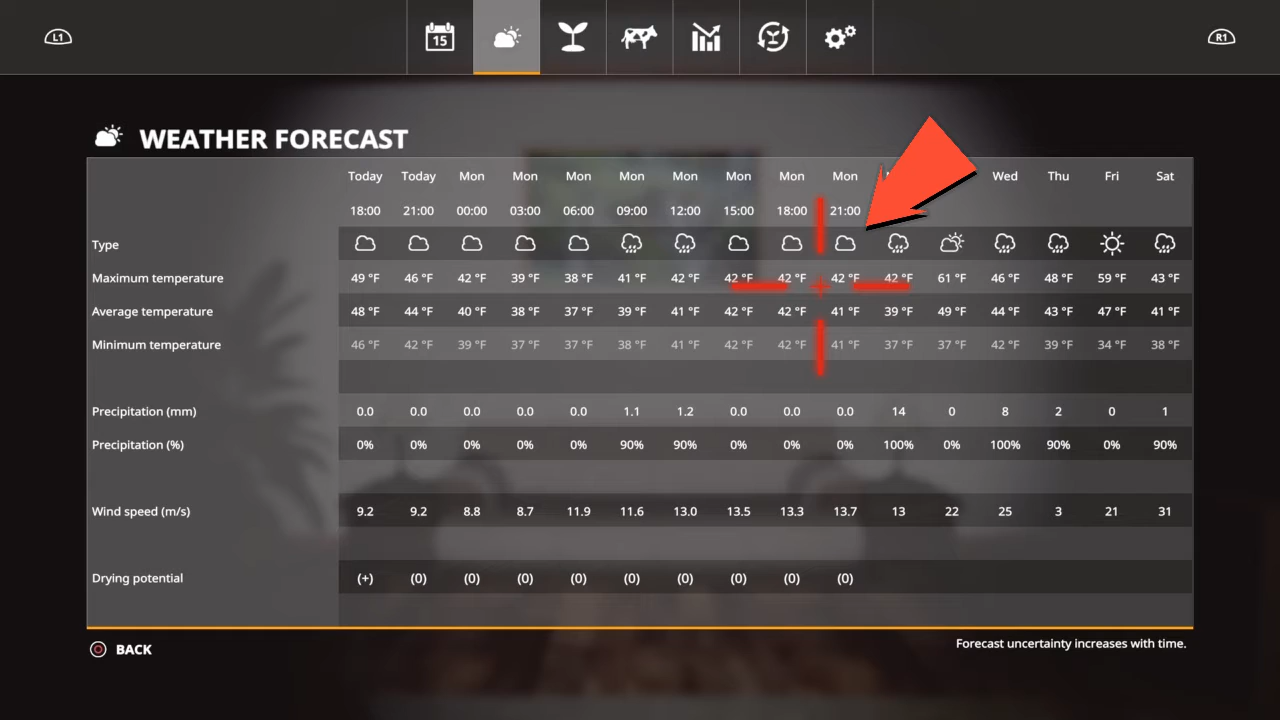 L1
15
R1
WEATHER FORECAST
Today Today Mon Mon Mon Mon Mon Mon Mon Mon Wed Thu Fri Sat
18:00 21:00 00:00 03:00 06:00 09:00 12:00 15:00 18:00 21:00
Type
Maximum temperature 49 °F 46 °F 42 °F 39 °F 38 °F 41 °F 42 °F 42 °F 42 °F 42 °F 42 °F 61 °F 46 °F 48 °F 59 °F 43 °F
Average temperature 48 °F 44 °F 40 °F 38 °F 37 °F 39 °F 41 °F 42 °F 42 °F 41 °F 39 °F 49 °F 44 °F 43 °F 47 °F 41 °F
Minimum temperature 46 °F 42 °F 39 °F 37 °F 37 °F 38 °F 41 °F 42 °F 42 °F 41 °F 37 °F 37 °F 42 °F 39 °F 34 °F 38 °F
Precipitation (mm) 0.0 0.0 0.0 0.0 0.0 1.1 1.2 0.0 0.0 0.0 14 0 8 2 0 1
Precipitation (%) 0% 0% 0% 0% 0% 90% 90% 0% 0% 0% 100% 0% 100% 90% 0% 90%
Wind speed (m/s) 9.2 9.2 8.8 8.7 11.9 11.6 13.0 13.5 13.3 13.7 13 22 25 3 21 31
Drying potential (+) (0) (0) (0) (0) (0) (0) (0) (0) (0)
BACK
Forecast uncertainty increases with time.